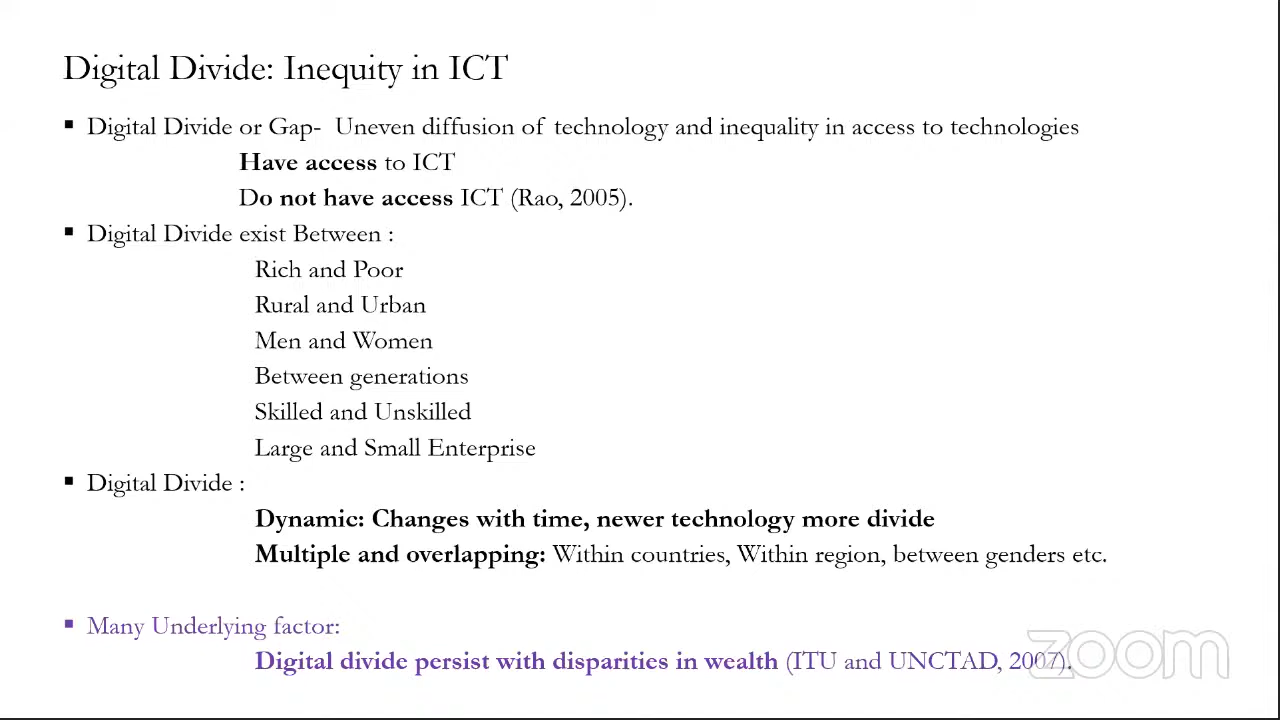 Digital Divide: Inequity in ICT
▪ Digital Divide or Gap- Uneven diffusion of technology and inequality in access to technologies
Have access to ICT
Do not have access ICT (Rao, 2005).
▪ Digital Divide exist Between :
Rich and Poor
Rural and Urban
Men and Women
Between generations
Skilled and Unskilled
Large and Small Enterprise
▪ Digital Divide :
Dynamic: Changes with time, newer technology more divide
Multiple and overlapping: Within countries, Within region, between genders etc.
▪ Many Underlying factor:
Digital divide persist with disparities in wealth (ITU and UNCTAD, 2007).
zoom